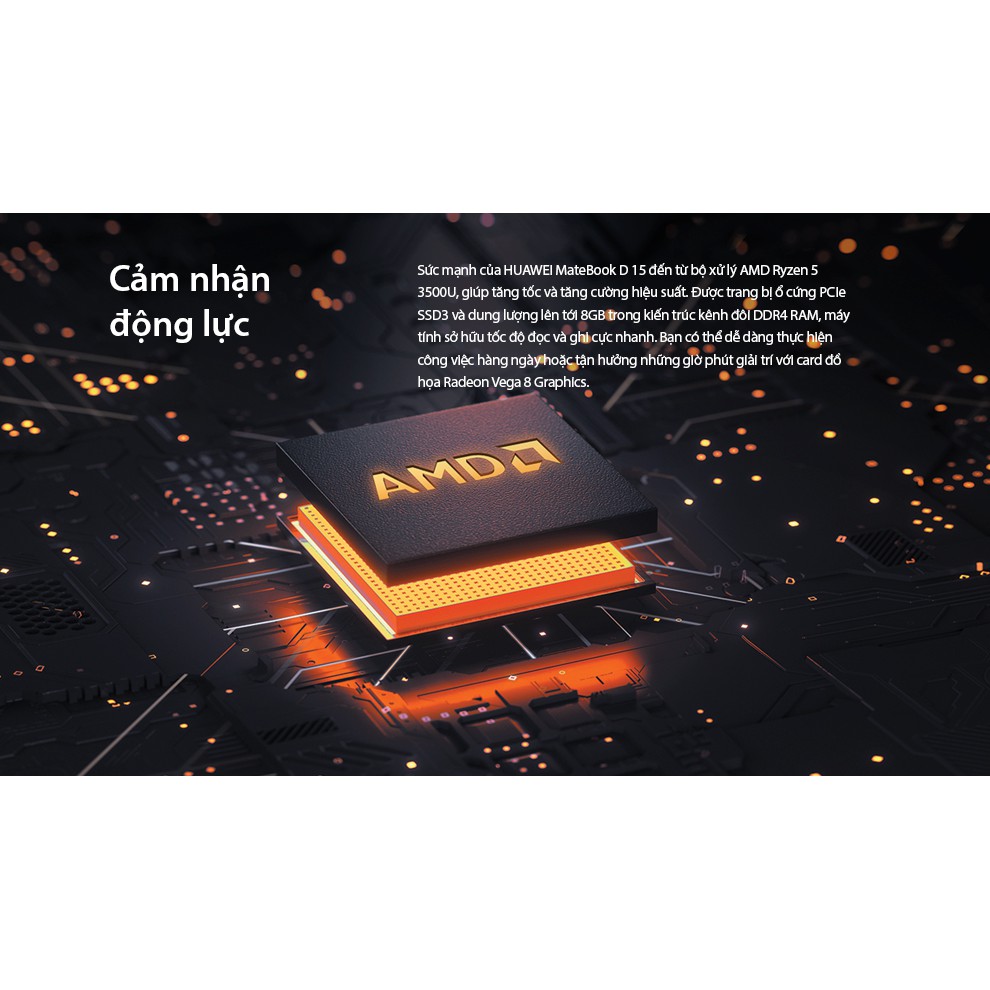 Cảm nhận
động lực
Sức mạnh của HUAWEI MateBook D 15 đến từ bộ xử lý AMD Ryzen 5
3500U, giúp tăng tốc và tăng cường hiệu suất. Được trang bị ổ cứng PCIe
SSD3 và dung lượng lên tới 8GB trong kiến trúc kênh đôi DDR4 RAM, máy
tính sở hữu tốc độ đọc và ghi cực nhanh. Bạn có thể dễ dàng thực hiện
công việc hàng ngày hoặc tận hưởng những giờ phút giải trí với card đồ
họa Radeon Vega 8 Graphics.
AMD